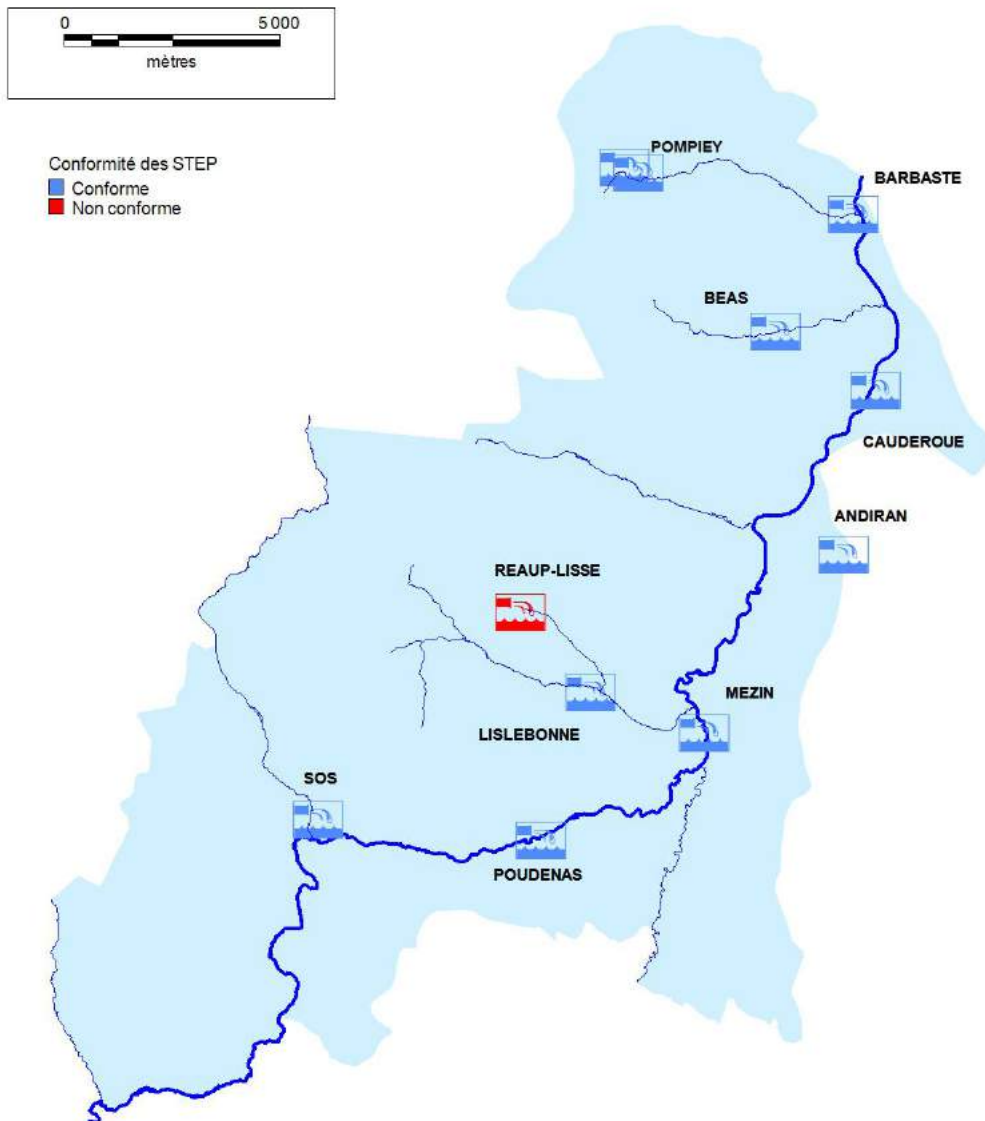 0 5 000
mètres
Conformité des STEP
Conforme
Non conforme
POMPIEY
BARBASTE
BEAS
CAUDEROUE
ANDIRAN
REAUP-LISSE
MEZIN
LISLEBONNE
SOS
POUDENAS